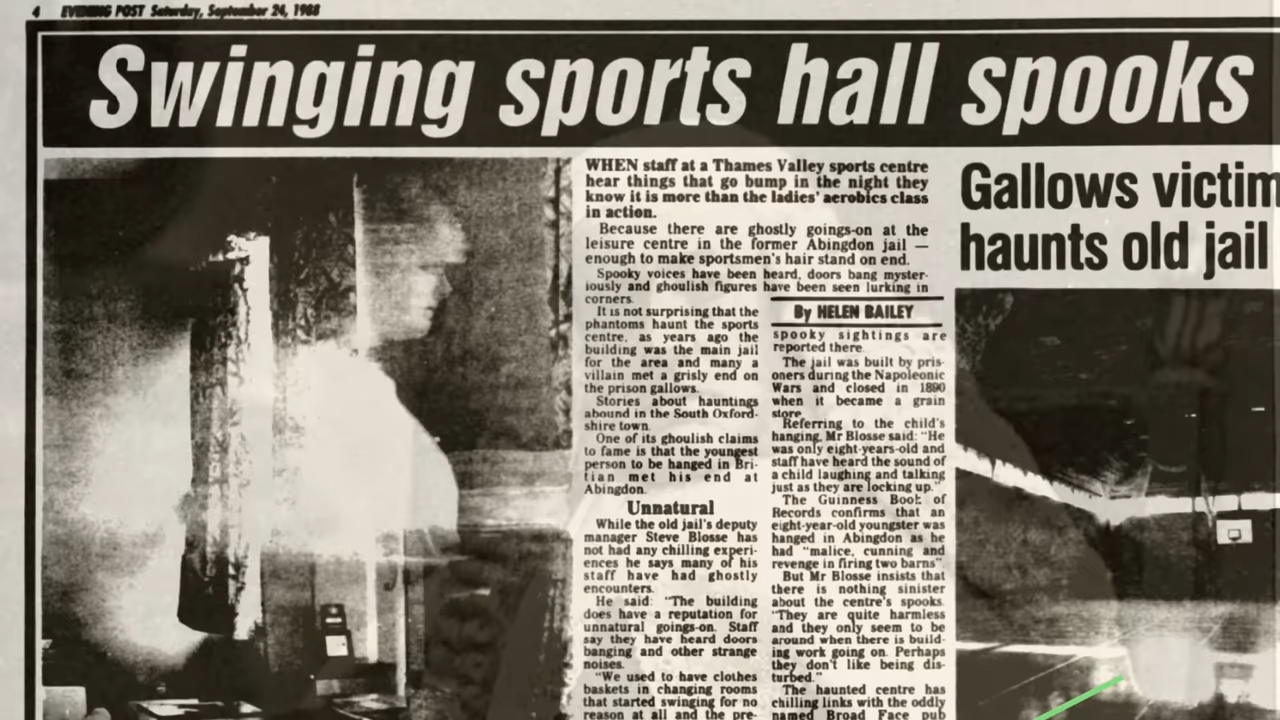 4 EVENING POST Saturday, September 24, 1988
Swinging sports hall spooks
WHEN staff at a Thames Valley sports centre
hear things that go bump in the night they
know it is more than the ladies' aerobics class
in action.
Because there are ghostly goings-on at the
leisure centre in the former Abingdon jail —
enough to make sportsmen's hair stand on end.
Spooky voices have been heard, doors bang myster-
iously and ghoulish figures have been seen lurking in
corners.
It is not surprising that the
phantoms haunt the sports
centre, as years ago the
building was the main jail
for the area and many a
villain met a grisly end on
the prison gallows.
Stories about hauntings
abound in the South Oxford-
shire town.
One of its ghoulish claims
to fame is that the youngest
person to be hanged in Bri-
tian met his end at
Abingdon.
Unnatural
While the old jail's deputy
manager Steve Blosse has
not had any chilling experi-
ences he says many of his
staff have had ghostly
encounters.
He said: "The building
does have a reputation for
unnatural goings-on. Staff
say they have heard doors
banging and other strange
noises.
"We used to have clothes
baskets in changing rooms
that started swinging for no
reason at all and the pre-
By HELEN BAILEY
spooky sightings are
reported there.
The jail was built by pris-
oners during the Napoleonic
Wars and closed in 1890
when it became a grain
store.
Referring to the child's
hanging, Mr Blosse said: "He
was only eight-years-old and
staff have heard the sound of
a child laughing and talking
just as they are locking up."
The Guinness Book of
Records confirms that an
eight-year-old youngster was
hanged in Abingdon as he
had "malice, cunning and
revenge in firing two barns"
But Mr Blosse insists that
there is nothing sinister
about the centre's spooks.
"They are quite harmless
and they only seem to be
around when there is build-
ing work going on. Perhaps
they don't like being dis-
turbed."
The haunted centre has
chilling links with the oddly
named Broad Face pub
Gallows victim
haunts old jail